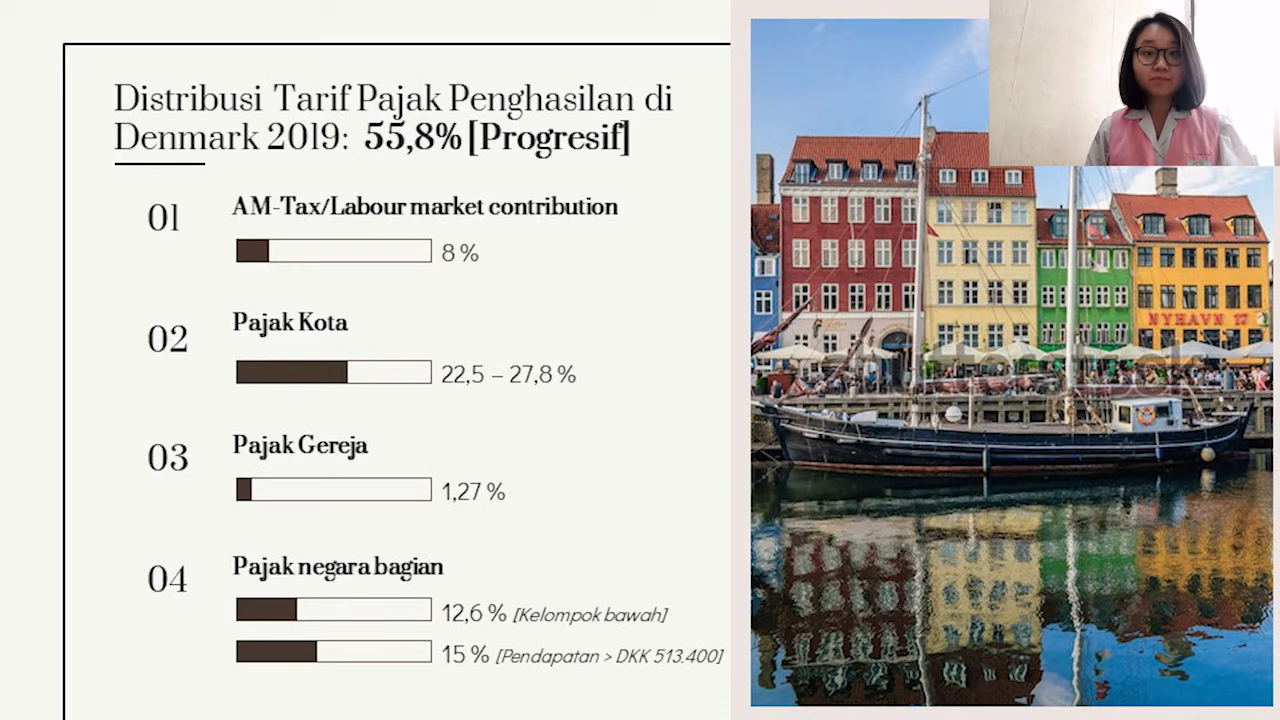 Distribusi Tarif Pajak Penghasilan di
Denmark 2019: 55,8% [Progresif]
01
AM-Tax/Labour market contribution
8 %
02
Pajak Kota
22,5 – 27,8 %
03
Pajak Gereja
1,27 %
04
Pajak negara bagian
12,6 % [Kelompok bawah]
15 % [Pendapatan > DKK 513.400]
NYHAVN 17